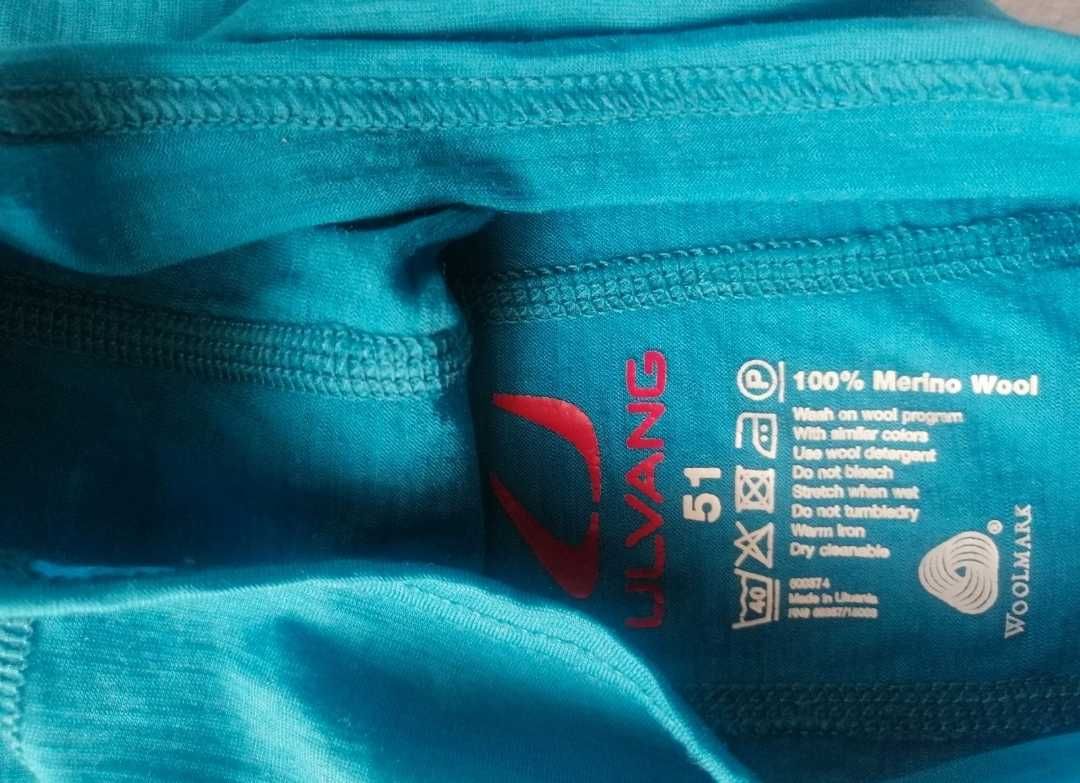 ULVANG
51
P
40
100% Merino Wool
Wash on wool program
With similar colors
Use wool detergent
Do not bleach
Stretch when wet
Do not tumbledry
Warm Iron
Dry cleanable
Made in Lituania
WOOLMARK
®